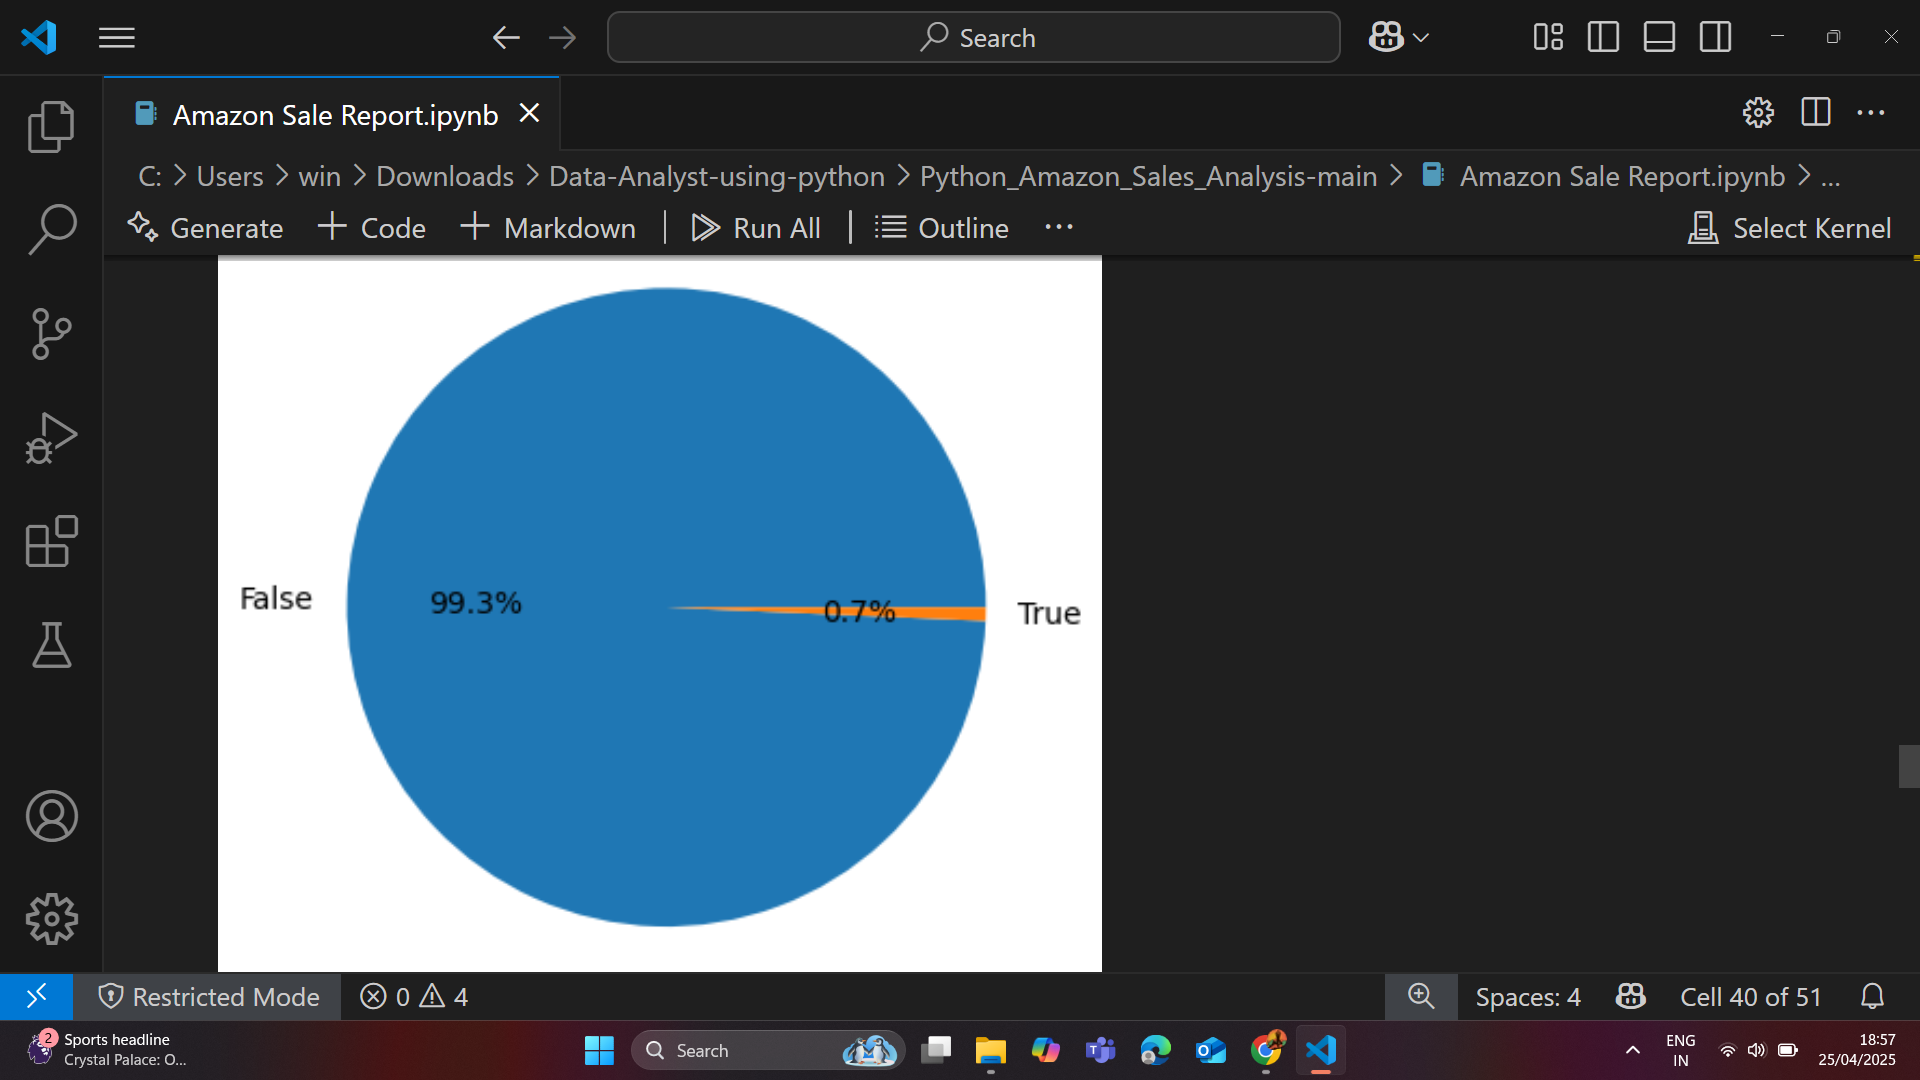 Search
Amazon Sale Report.ipynb
C: > Users > win > Downloads > Data-Analyst-using-python > Python_Amazon_Sales_Analysis-main > Amazon Sale Report.ipynb > ...
Generate + Code + Markdown | Run All | Outline ... Select Kernel
False 99.3% 0.7% True
Restricted Mode 0 4 Spaces: 4 Cell 40 of 51
2 Sports headline
Crystal Palace: O...
Search
ENG
IN
18:57
25/04/2025